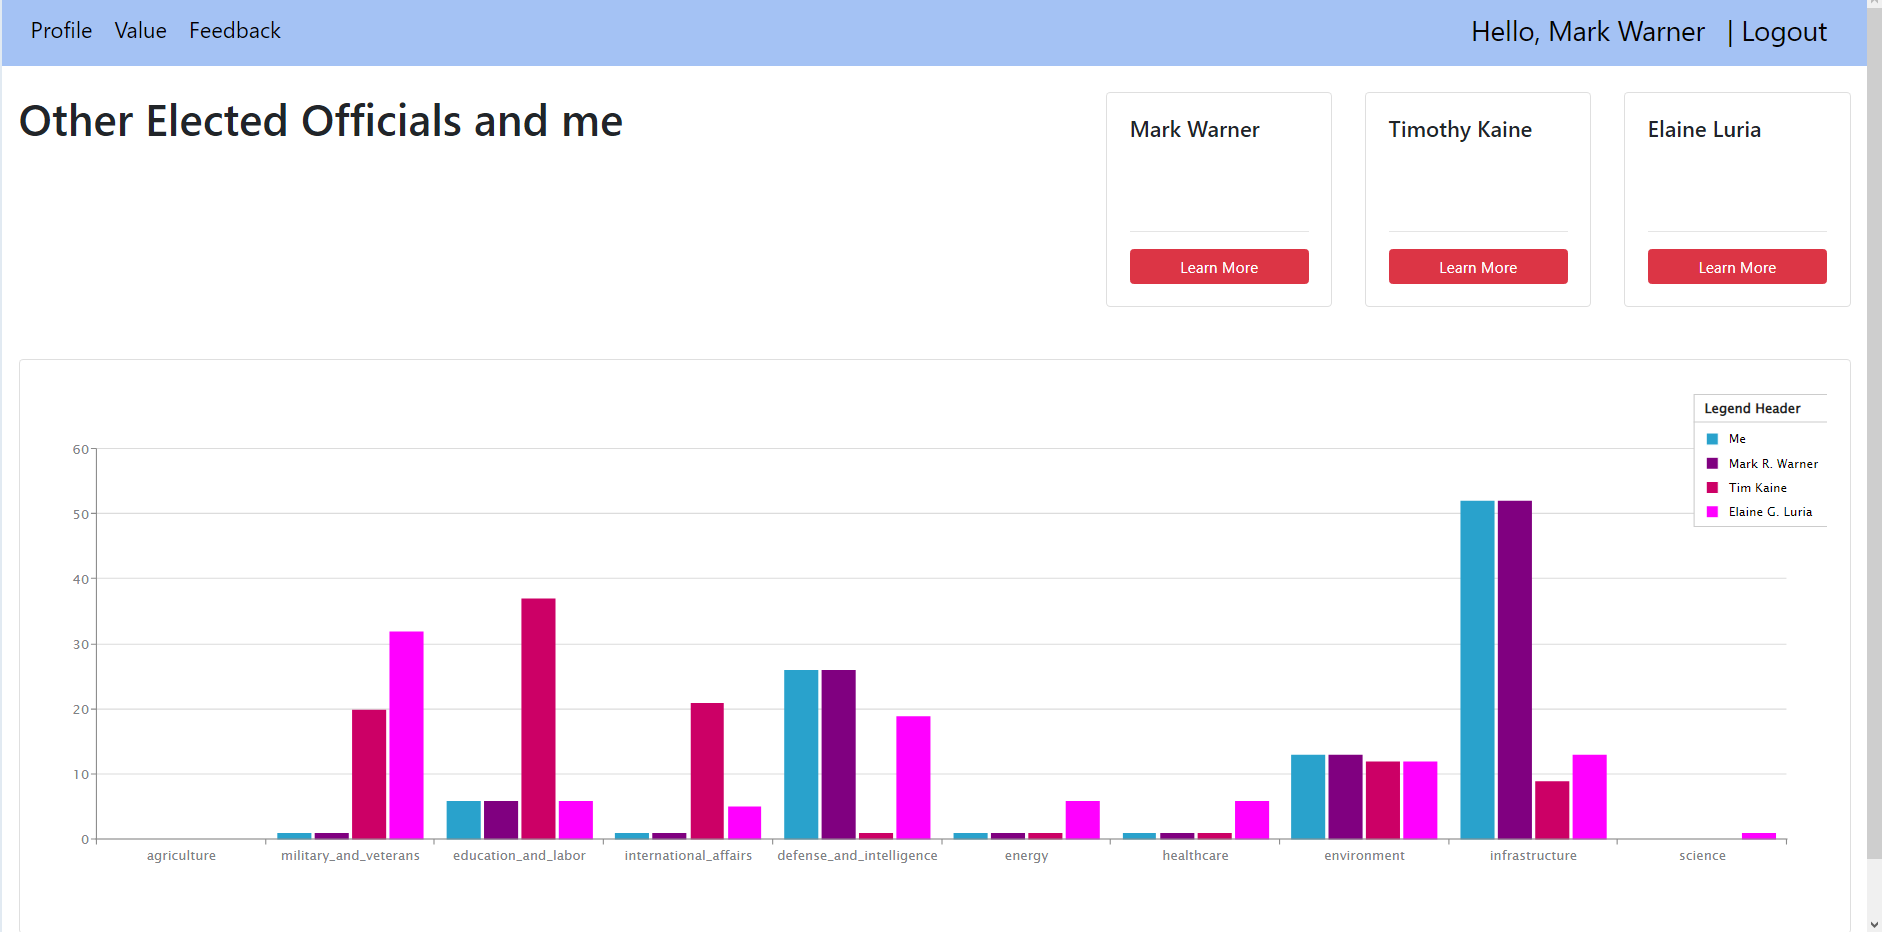 Profile Value Feedback Hello, Mark Warner | Logout
Other Elected Officials and me
Mark Warner
Learn More
Timothy Kaine
Learn More
Elaine Luria
Learn More
Legend Header
Me
Mark R. Warner
Tim Kaine
Elaine G. Luria
60
50
40
30
20
10
0
agriculture military_and_veterans education_and_labor international_affairs defense_and_intelligence energy healthcare environment infrastructure science